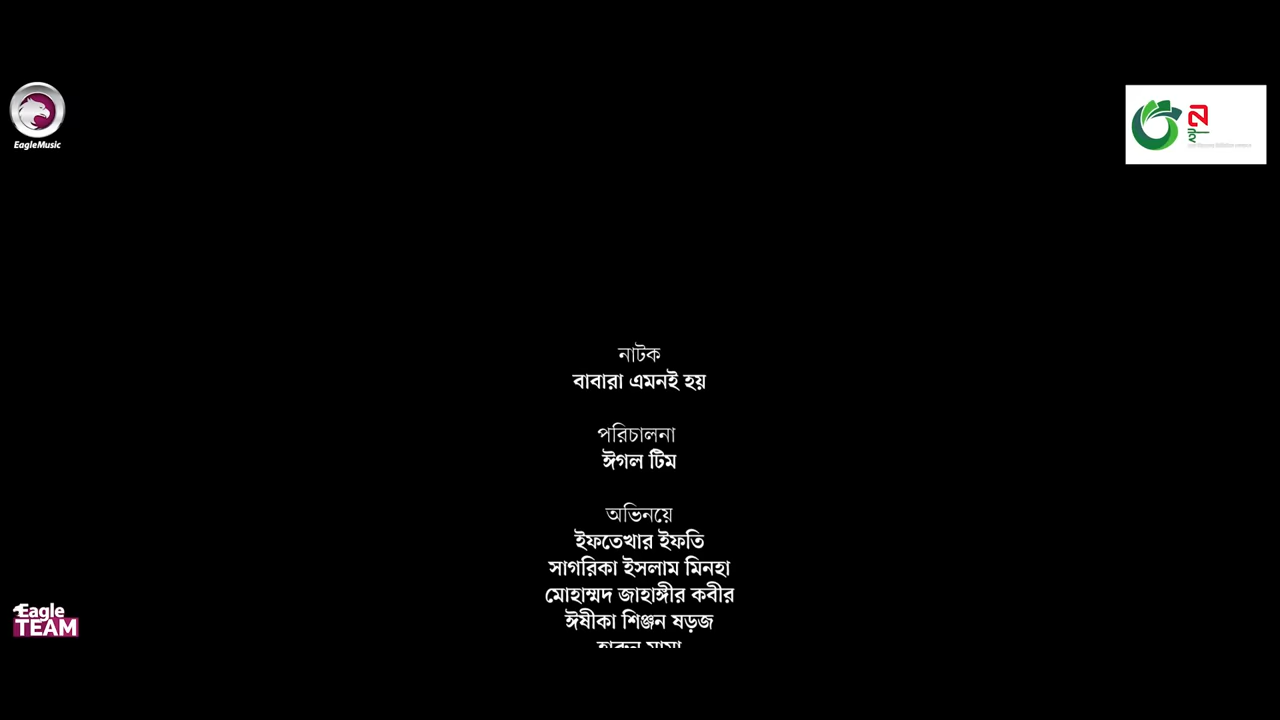 EagleMusic
নাটক
বাবারা এমনই হয়
পরিচালনা
ঈগল টিম
অভিনয়ে
ইফতেখার ইফতি
সাগরিকা ইসলাম মিনহা
মোহাম্মদ জাহাঙ্গীর কবীর
ঈষীকা শিঞ্জন ষড়জ
Eagle
TEAM